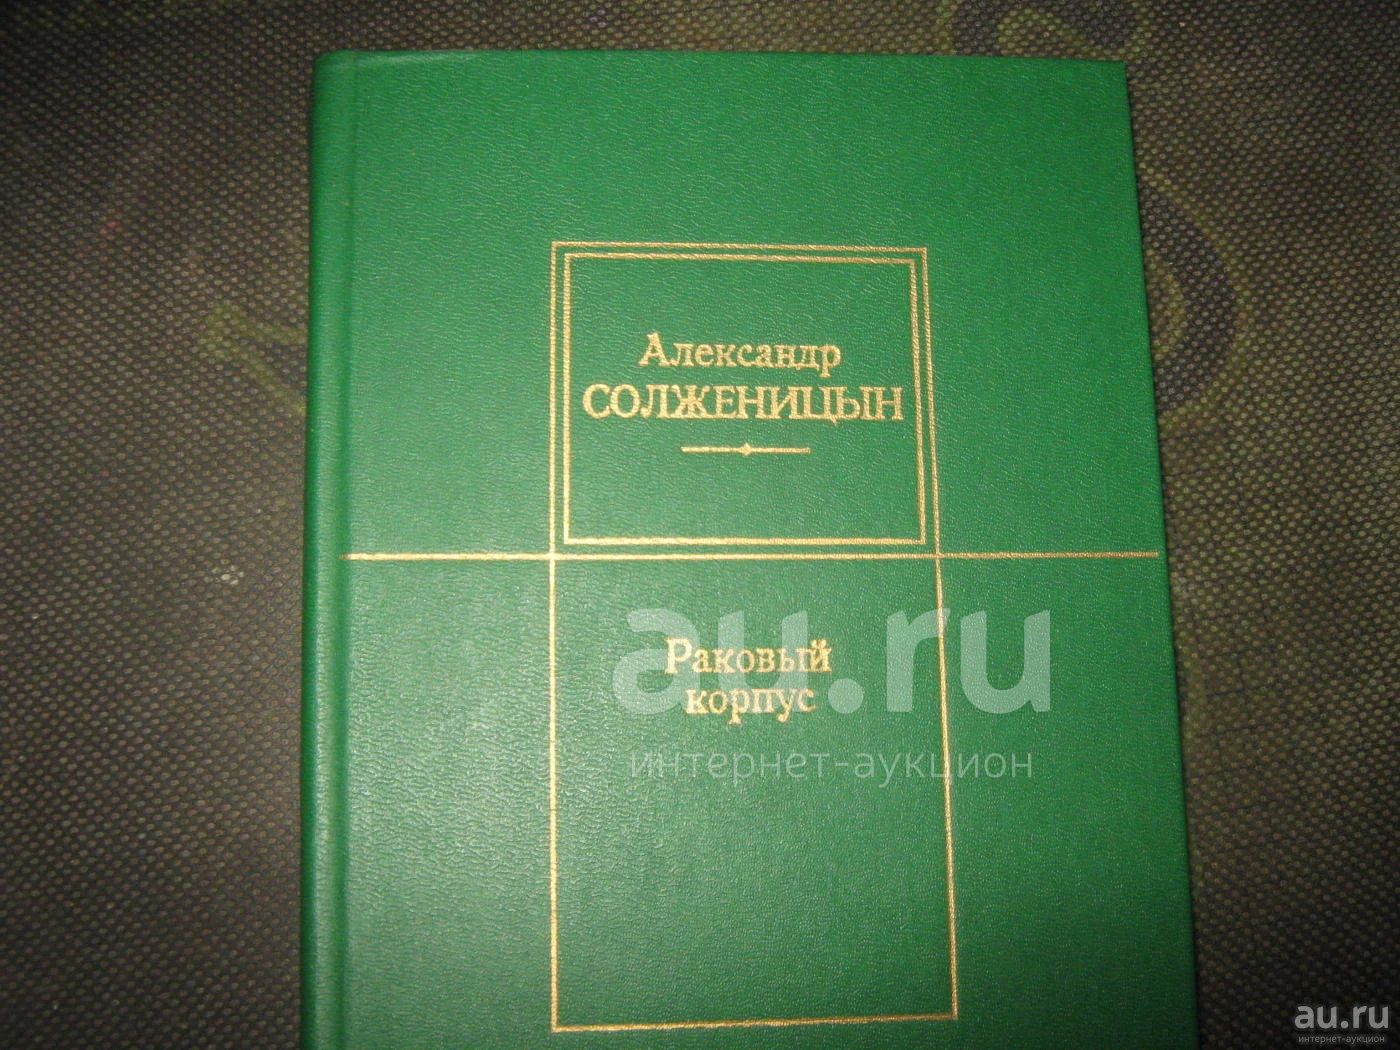 Александр
СОЛЖЕНИЦЫН
Раковый
корпус
au.ru
интернет-аукцион
au.ru
интернет-аукцион